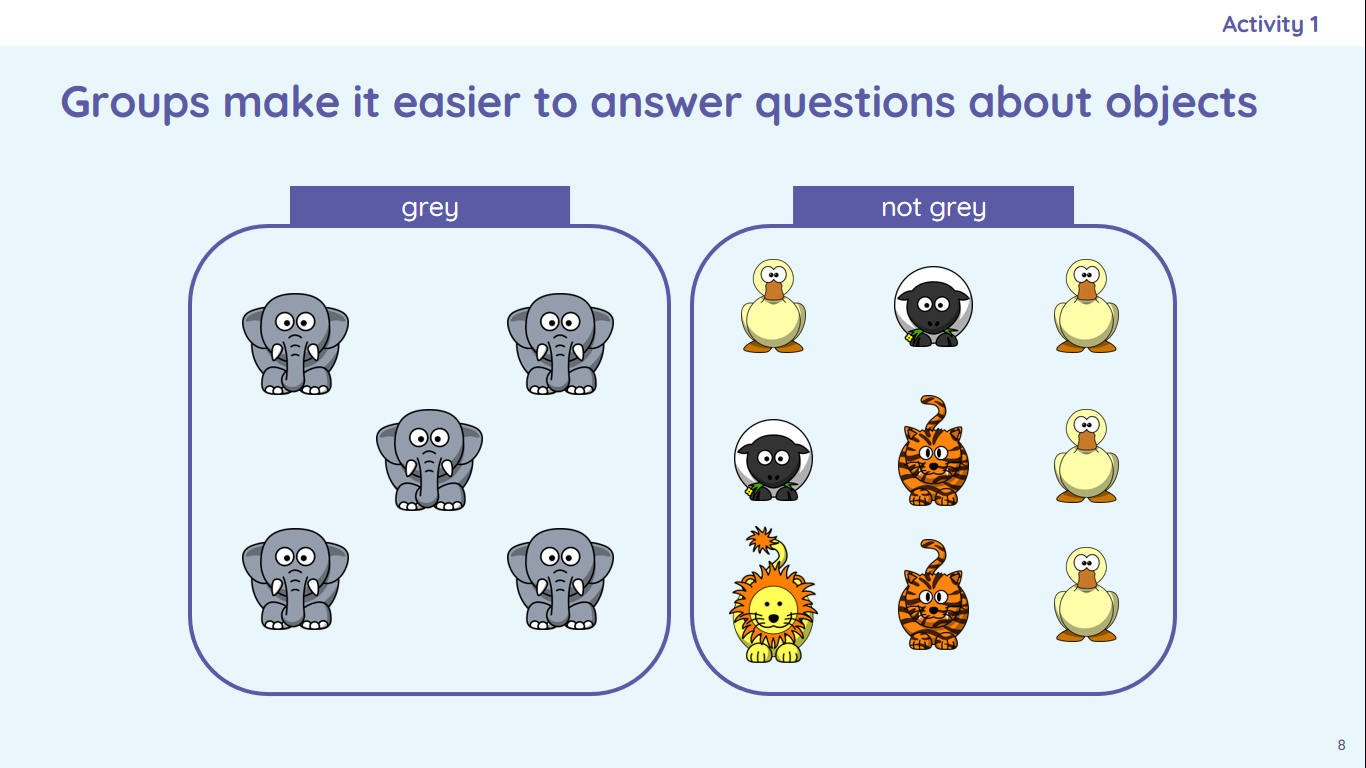 Activity 1
Groups make it easier to answer questions about objects
grey
not grey
8